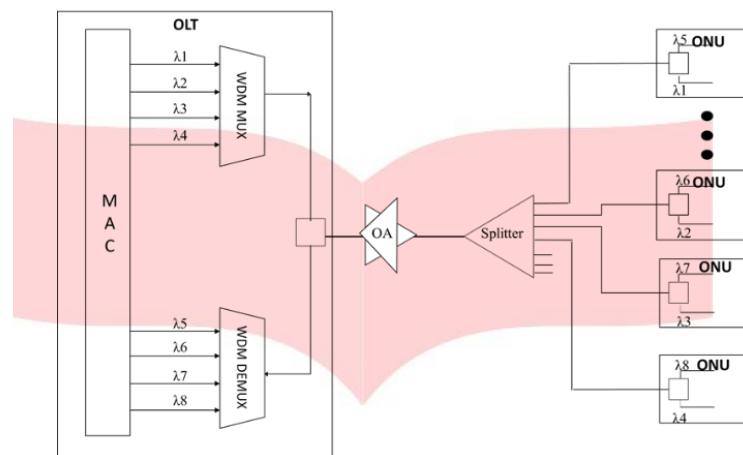 OLT
MAC
λ1
λ2
λ3
λ4
WDM MUX
λ5
λ6
λ7
λ8
WDM DEMUX
OA
Splitter
λ5 ONU
λ1
λ6 ONU
λ2
λ7 ONU
λ3
λ8 ONU
λ4